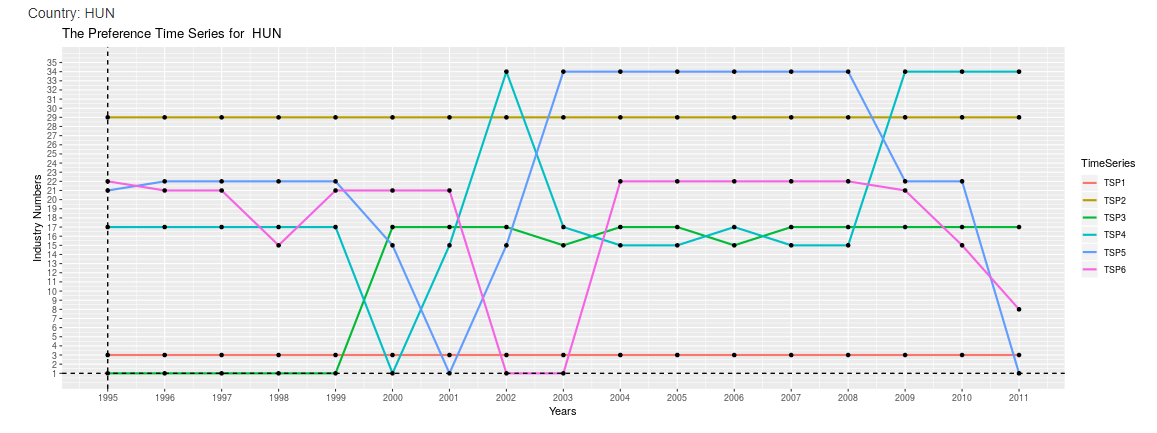 Country: HUN
The Preference Time Series for HUN
35
34
33
32
31
30
29
28
27
26
25
24
23
22
21
20
19
18
17
16
15
14
13
12
11
10
9
8
7
6
5
4
3
2
1
Industry Numbers
1995 1996 1997 1998 1999 2000 2001 2002 2003 2004 2005 2006 2007 2008 2009 2010 2011
Years
TimeSeries
TSP1
TSP2
TSP3
TSP4
TSP5
TSP6